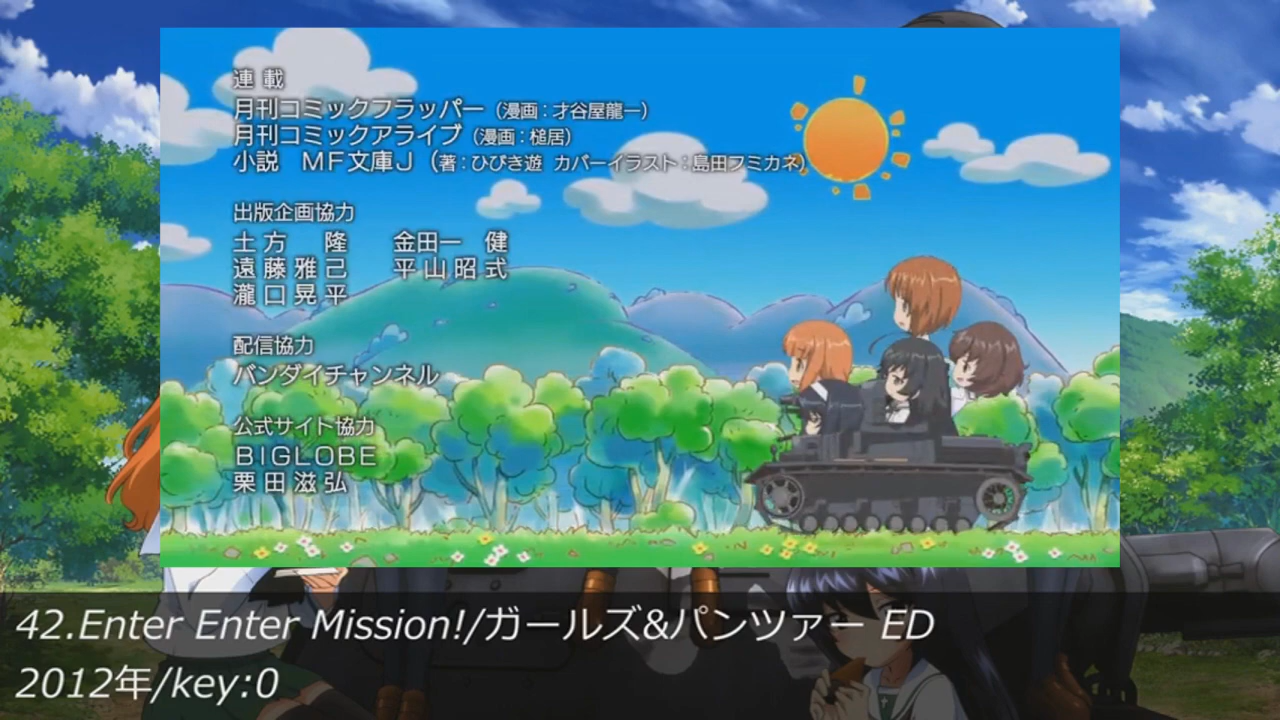 連載
月刊コミックフラッパー（漫画：才谷屋龍一）
月刊コミックアライブ（漫画：槌居）
小説　ＭＦ文庫Ｊ（著：ひびき遊　カバーイラスト：島田フミカネ）
出版企画協力
土方　隆　金田一　健
遠藤雅己　平山昭式
瀧口晃平
配信協力
バンダイチャンネル
公式サイト協力
ＢＩＧＬＯＢＥ
栗田滋弘
42.Enter Enter Mission!/ガールズ&パンツァー ED
2012年/key:0